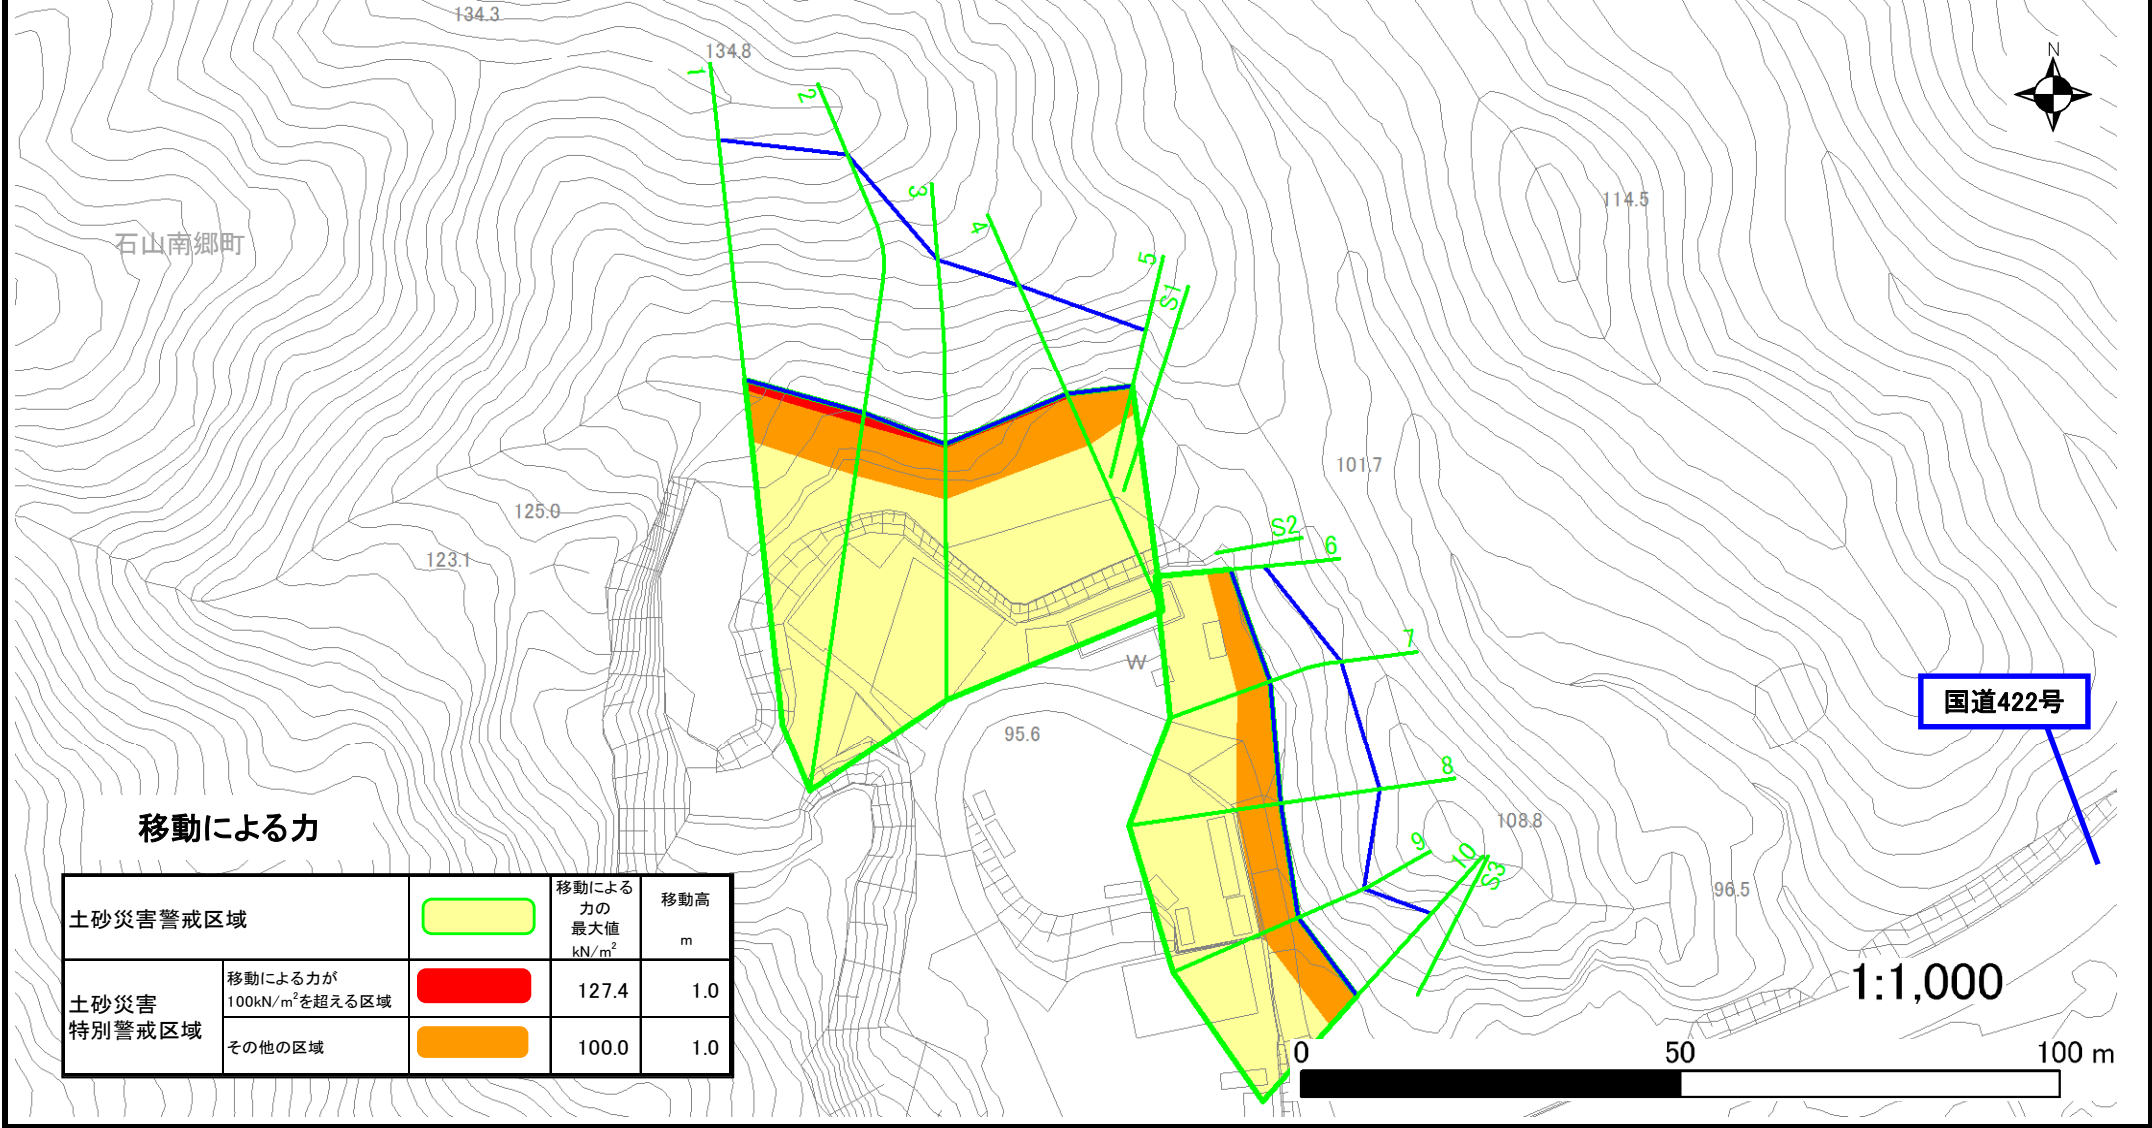 134.3
134.8
N
1
2
3
4
5
S1
114.5
石山南郷町
101.7
125.0
123.1
S2
6
7
W
95.6
国道422号
8
9
10
S3
108.8
96.5
移動による力
土砂災害警戒区域
移動による
力の
最大値
kN/m²
移動高
m
土砂災害
特別警戒区域
移動による力が
100kN/m²を超える区域
127.4
1.0
その他の区域
100.0
1.0
1:1,000
0 50 100 m